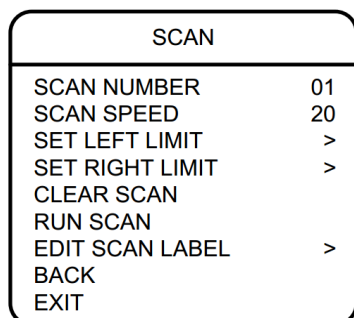 SCAN
SCAN NUMBER 01
SCAN SPEED 20
SET LEFT LIMIT >
SET RIGHT LIMIT >
CLEAR SCAN
RUN SCAN
EDIT SCAN LABEL >
BACK
EXIT